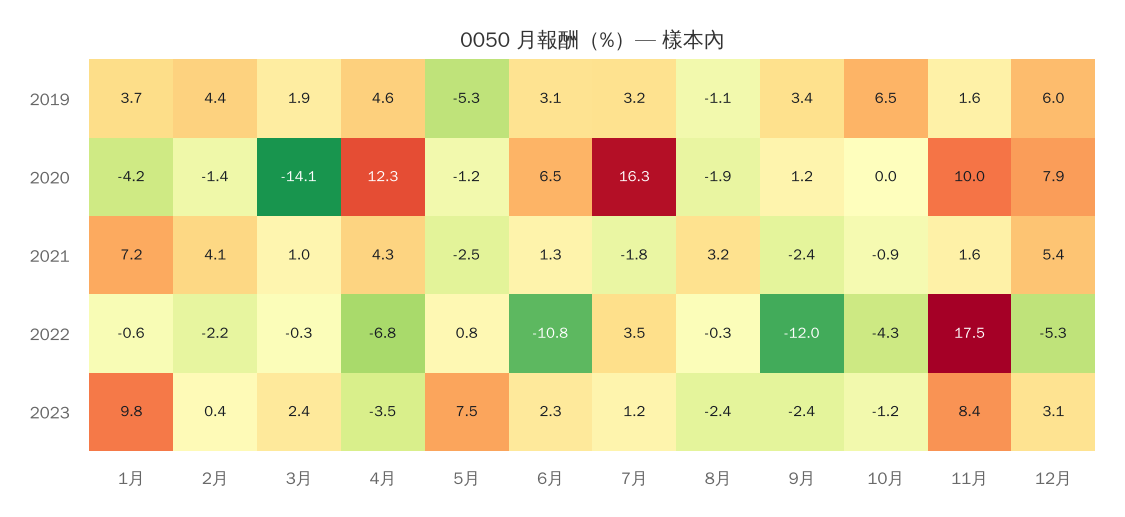 0050 月報酬（%）— 樣本內
2019 3.7 4.4 1.9 4.6 -5.3 3.1 3.2 -1.1 3.4 6.5 1.6 6.0
2020 -4.2 -1.4 -14.1 12.3 -1.2 6.5 16.3 -1.9 1.2 0.0 10.0 7.9
2021 7.2 4.1 1.0 4.3 -2.5 1.3 -1.8 3.2 -2.4 -0.9 1.6 5.4
2022 -0.6 -2.2 -0.3 -6.8 0.8 -10.8 3.5 -0.3 -12.0 -4.3 17.5 -5.3
2023 9.8 0.4 2.4 -3.5 7.5 2.3 1.2 -2.4 -2.4 -1.2 8.4 3.1
1月 2月 3月 4月 5月 6月 7月 8月 9月 10月 11月 12月